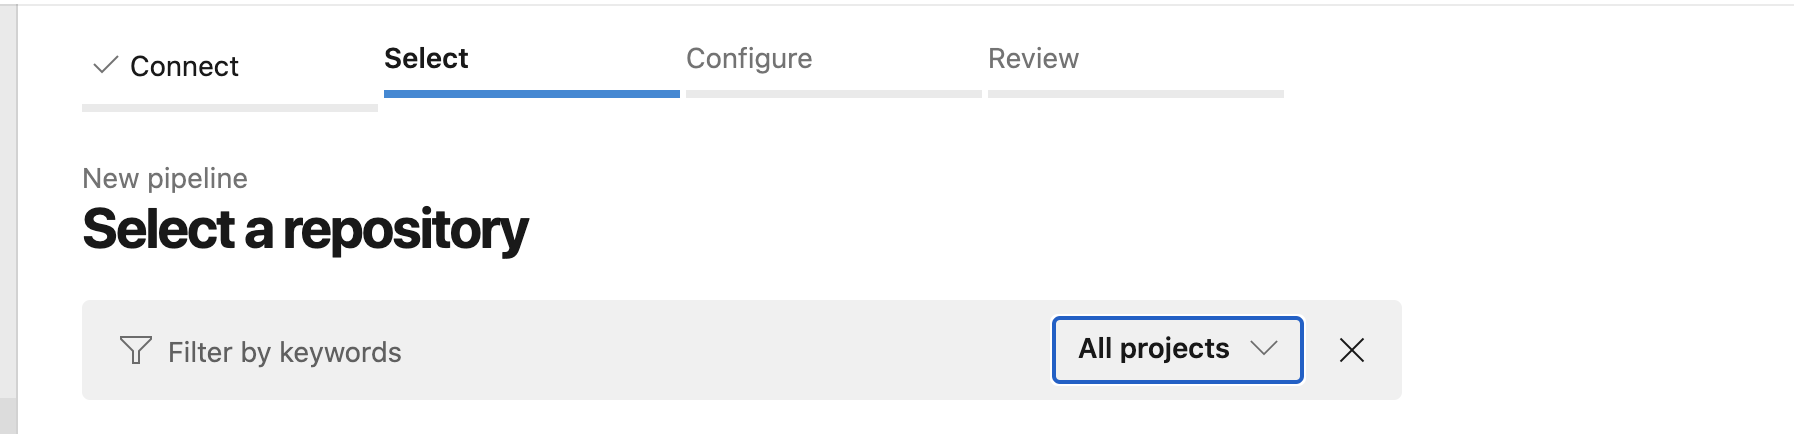 Connect Select Configure Review
New pipeline
Select a repository
Filter by keywords All projects